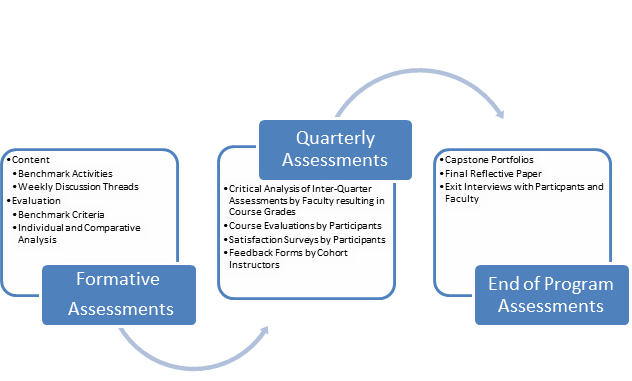 •Content
•Benchmark Activities
•Weekly Discussion Threads
•Evaluation
•Benchmark Criteria
•Individual and Comparative
Analysis
Formative
Assessments
Quarterly
Assessments
•Critical Analysis of Inter-Quarter
Assessments by Faculty resulting in
Course Grades
•Course Evaluations by Participants
•Satisfaction Surveys by Participants
•Feedback Forms by Cohort
Instructors
•Capstone Portfolios
•Final Reflective Paper
•Exit Interviews with Particpants and
Faculty
End of Program
Assessments